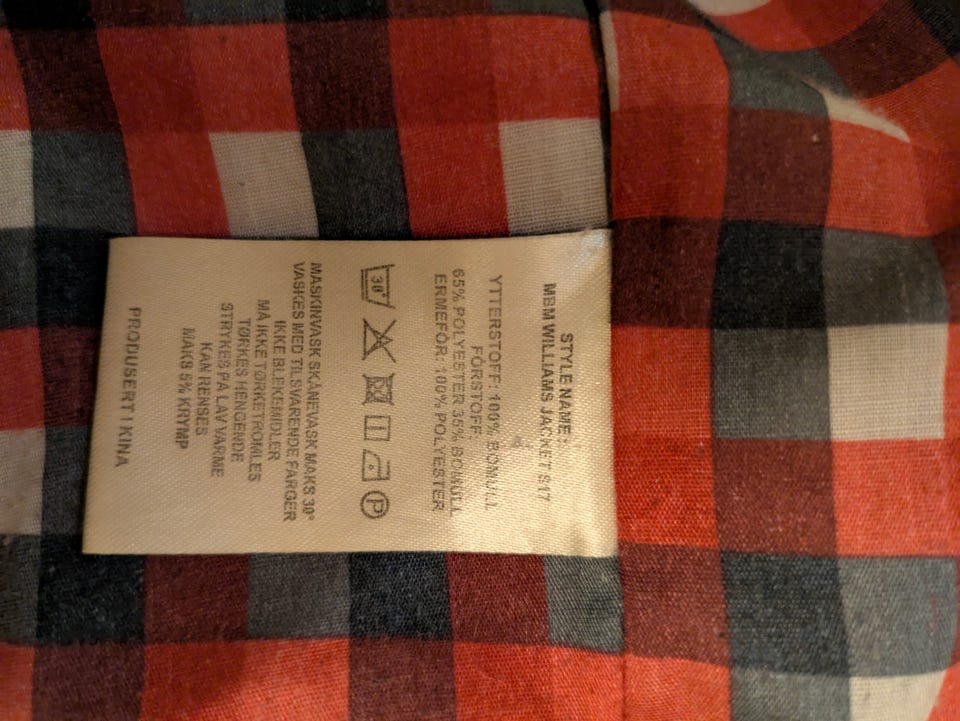 STYLE NAME:
MBM WILLIAMS JACKET S17
YTTERSTOFF: 100% BOMULL
FÓRSTOFF:
65% POLYESTER 35% BOMULL
ERMEFÓR: 100% POLYESTER
30°
P
MASKINVASK SKÅNEVASK MAKS 30°
VASKES MED TILSVARENDE FARGER
IKKE BLEKEMIDLER
MÅ IKKE TØRKETROMLES
TØRKES HENGENDE
STRYKES PÅ LAV VARME
KAN RENSES
MAKS 5% KRYMP
PRODUSERT I KINA